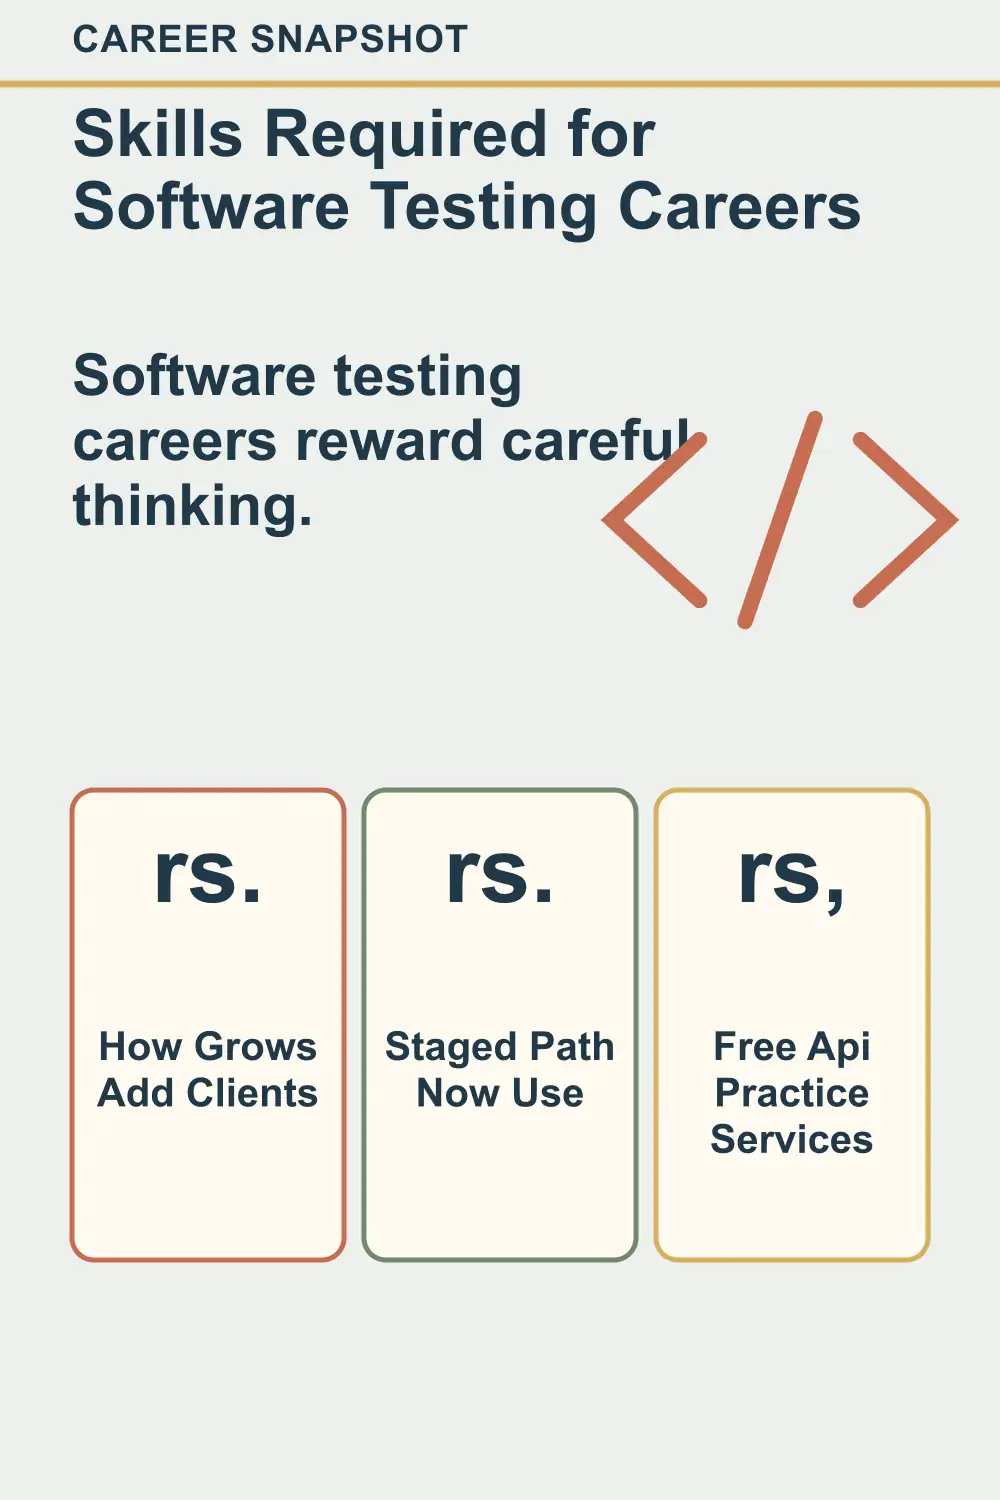 CAREER SNAPSHOT
Skills Required for
Software Testing Careers
Software testing
careers reward careful
thinking.
rs.
How Grows
Add Clients
rs.
Staged Path
Now Use
rs,
Free Api
Practice
Services